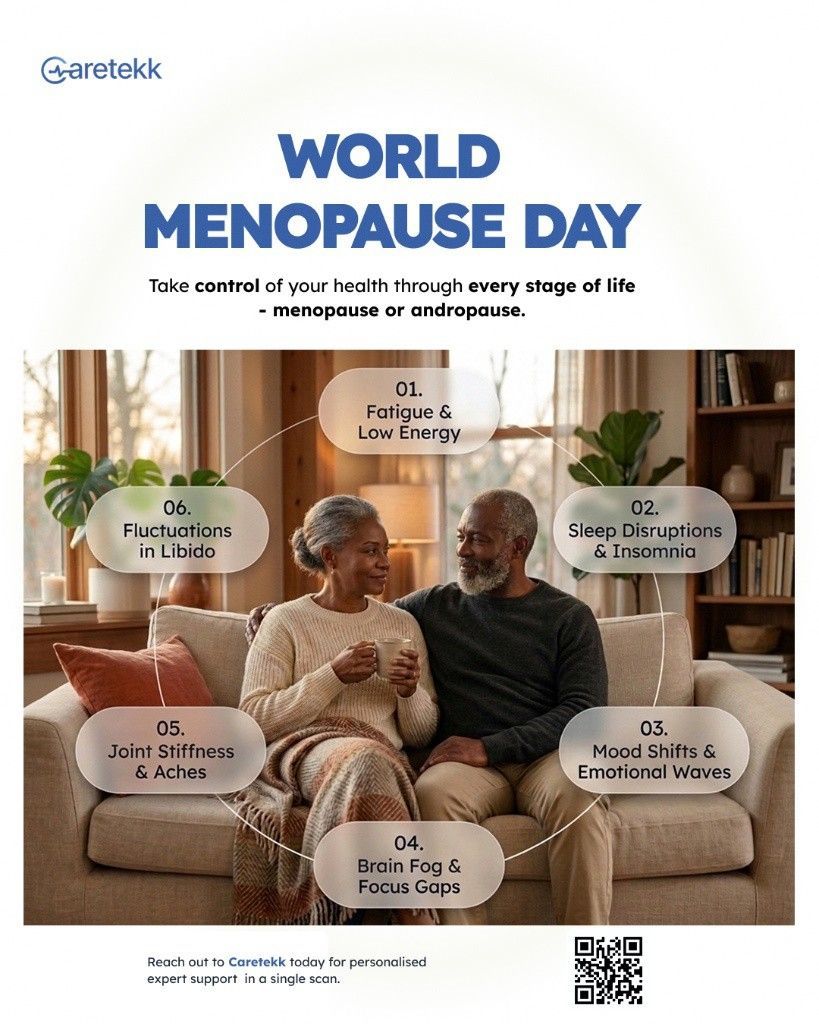 Caretekk
WORLD
MENOPAUSE DAY
Take control of your health through every stage of life
- menopause or andropause.
01.
Fatigue &
Low Energy
02.
Sleep Disruptions
& Insomnia
03.
Mood Shifts &
Emotional Waves
04.
Brain Fog &
Focus Gaps
05.
Joint Stiffness
& Aches
06.
Fluctuations
in Libido
Reach out to Caretekk today for personalised
expert support in a single scan.